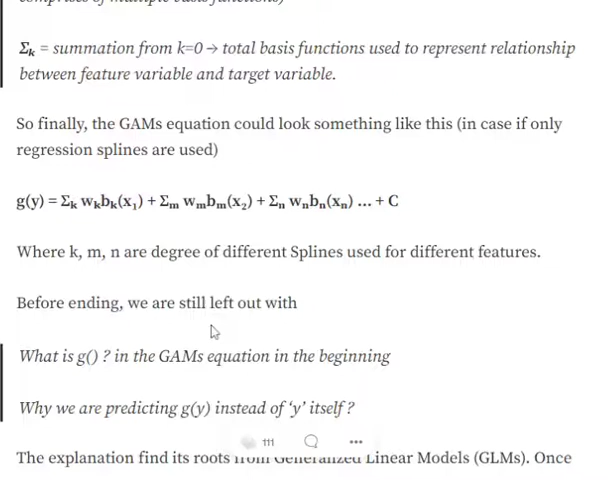 Σk = summation from k=0 → total basis functions used to represent relationship
between feature variable and target variable.
So finally, the GAMs equation could look something like this (in case if only
regression splines are used)
g(y) = Σk wkbk(x1) + Σm wmbm(x2) + Σn wnbn(xn) ... + C
Where k, m, n are degree of different Splines used for different features.
Before ending, we are still left out with
What is g() ? in the GAMs equation in the beginning
Why we are predicting g(y) instead of ‘y’ itself ?
111
The explanation find its roots from Generalized Linear Models (GLMs). Once